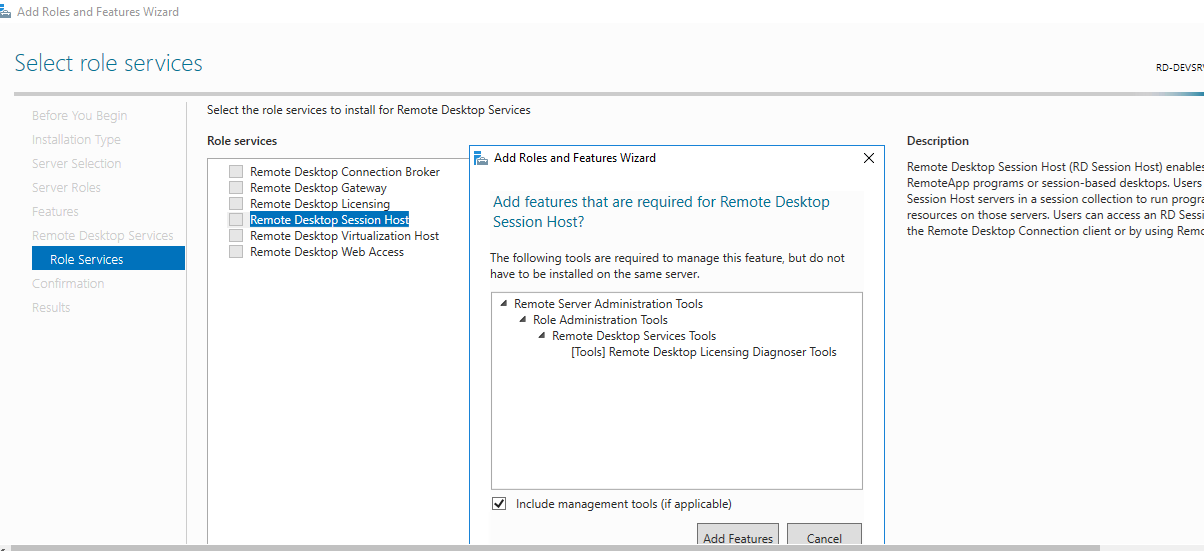 Add Roles and Features Wizard
Select role services
RD-DEVSR
Before You Begin
Installation Type
Server Selection
Server Roles
Features
Remote Desktop Services
Role Services
Confirmation
Results
Select the role services to install for Remote Desktop Services
Role services
Remote Desktop Connection Broker
Remote Desktop Gateway
Remote Desktop Licensing
Remote Desktop Session Host
Remote Desktop Virtualization Host
Remote Desktop Web Access
Add Roles and Features Wizard
Add features that are required for Remote Desktop
Session Host?
The following tools are required to manage this feature, but do not
have to be installed on the same server.
Remote Server Administration Tools
Role Administration Tools
Remote Desktop Services Tools
[Tools] Remote Desktop Licensing Diagnoser Tools
Include management tools (if applicable)
Add Features
Cancel
Description
Remote Desktop Session Host (RD Session Host) enables
RemoteApp programs or session-based desktops. Users
Session Host servers in a session collection to run progra
resources on those servers. Users can access an RD Sessi
the Remote Desktop Connection client or by using Remo